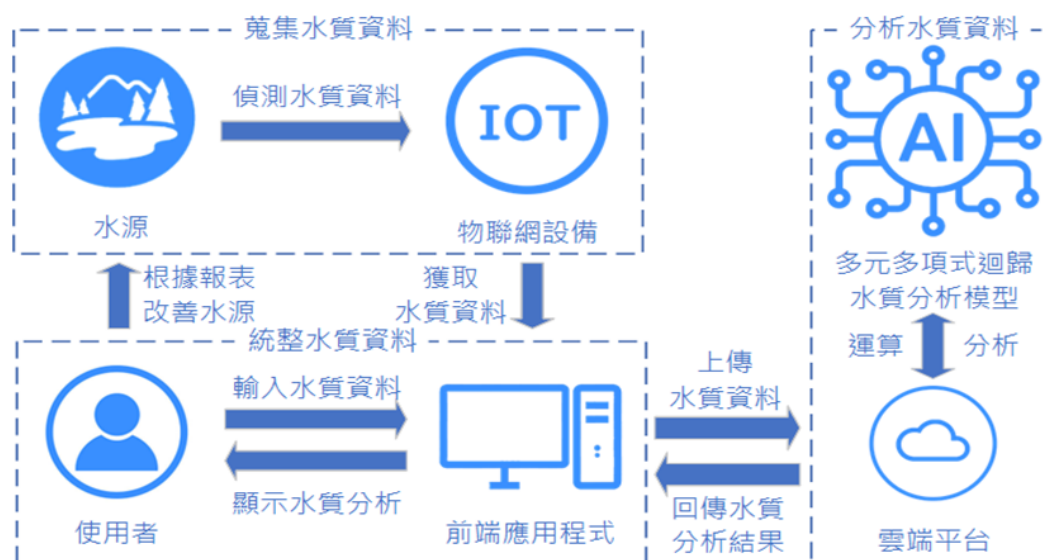 蒐集水質資料
偵測水質資料
IOT
水源
物聯網設備
根據報表
改善水源
獲取
水質資料
統整水質資料
輸入水質資料
顯示水質分析
使用者
前端應用程式
上傳
水質資料
回傳水質
分析結果
分析水質資料
AI
多元多項式迴歸
水質分析模型
運算
分析
雲端平台